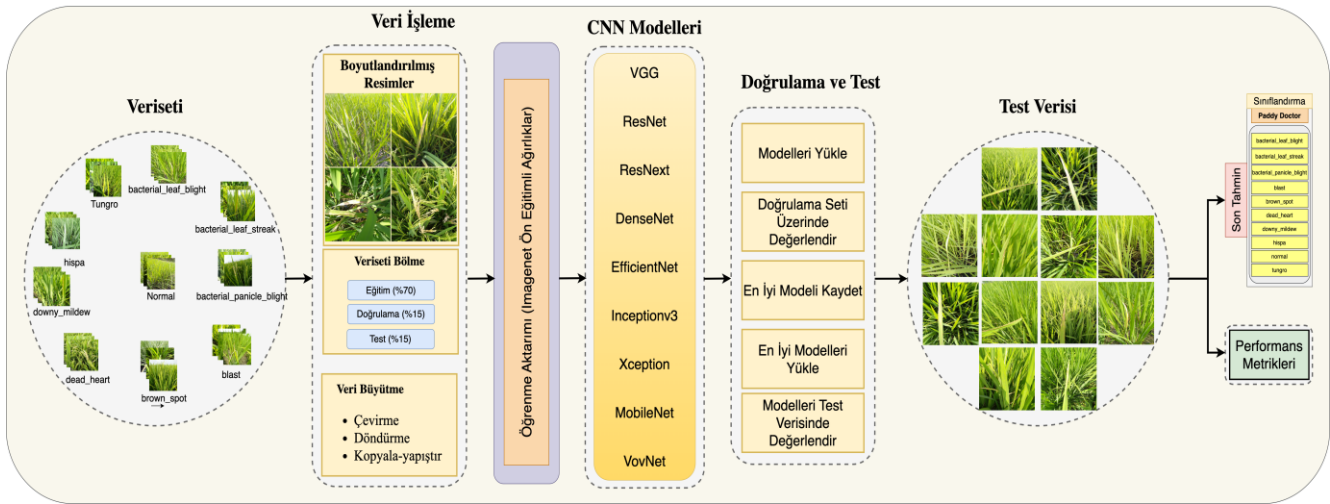 Veriseti
Tungro
bacterial_leaf_blight
bacterial_leaf_streak
hispa
Normal
bacterial_panicle_blight
downy_mildew
dead_heart
brown_spot
blast
Veri İşleme
Boyutlandırılmış
Resimler
Veriseti Bölme
Eğitim (%70)
Doğrulama (%15)
Test (%15)
Veri Büyütme
• Çevirme
• Döndürme
• Kopyala-yapıştır
Öğrenme Aktarımı (Imagenet Ön Eğitimli Ağırlıklar)
CNN Modelleri
VGG
ResNet
ResNext
DenseNet
EfficientNet
Inceptionv3
Xception
MobileNet
VovNet
Doğrulama ve Test
Modelleri Yükle
Doğrulama Seti
Üzerinde
Değerlendir
En İyi Modeli Kaydet
En İyi Modelleri
Yükle
Modelleri Test
Verisinde
Değerlendir
Test Verisi
Son Tahmin
Sınıflandırma
Paddy Doctor
bacterial_leaf_blight
bacterial_leaf_streak
bacterial_panicle_blight
blast
brown_spot
dead_heart
downy_mildew
hispa
normal
tungro
Performans
Metrikleri